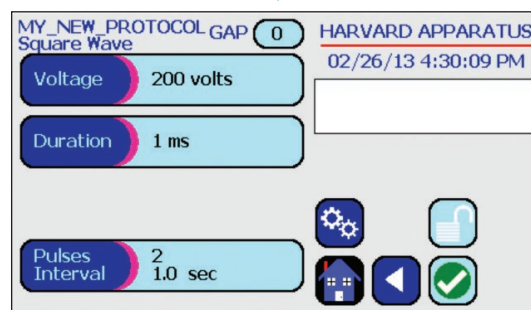 MY_NEW_PROTOCOL GAP 0
Square Wave
HARVARD APPARATUS
02/26/13 4:30:09 PM
Voltage 200 volts
Duration 1 ms
Pulses 2
Interval 1.0 sec